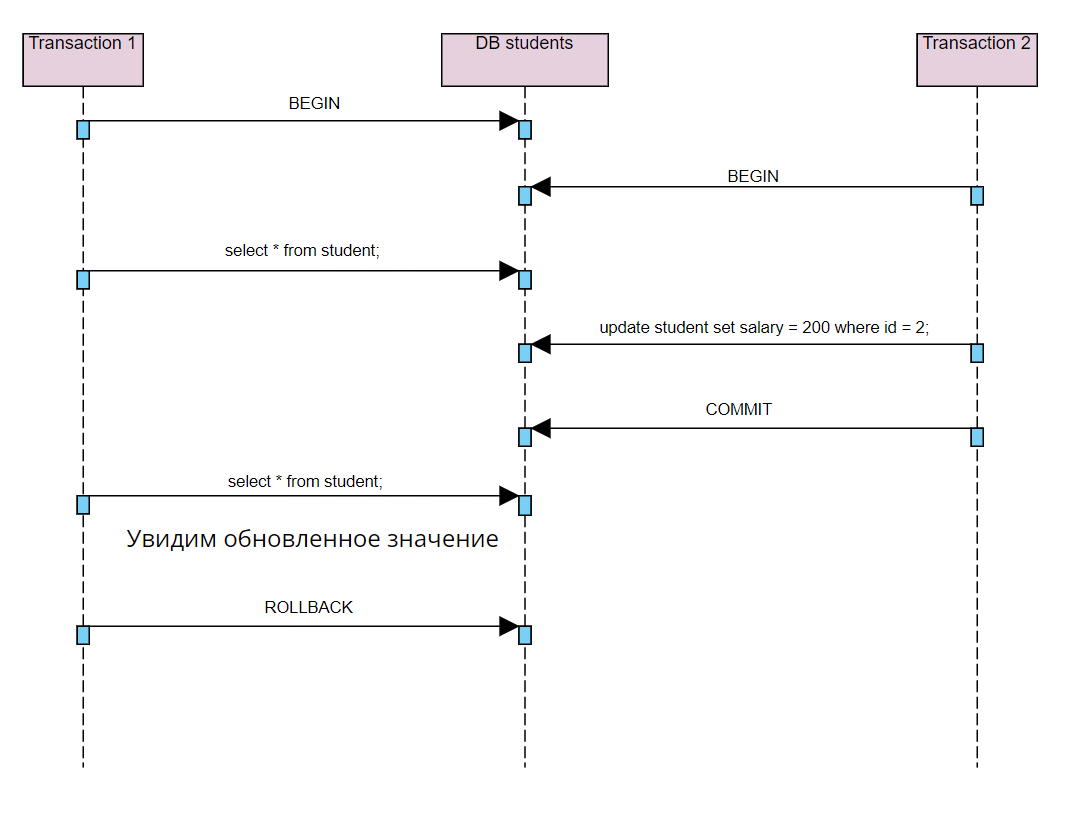 Transaction 1
DB students
Transaction 2
BEGIN
BEGIN
select * from student;
update student set salary = 200 where id = 2;
COMMIT
select * from student;
Увидим обновленное значение
ROLLBACK